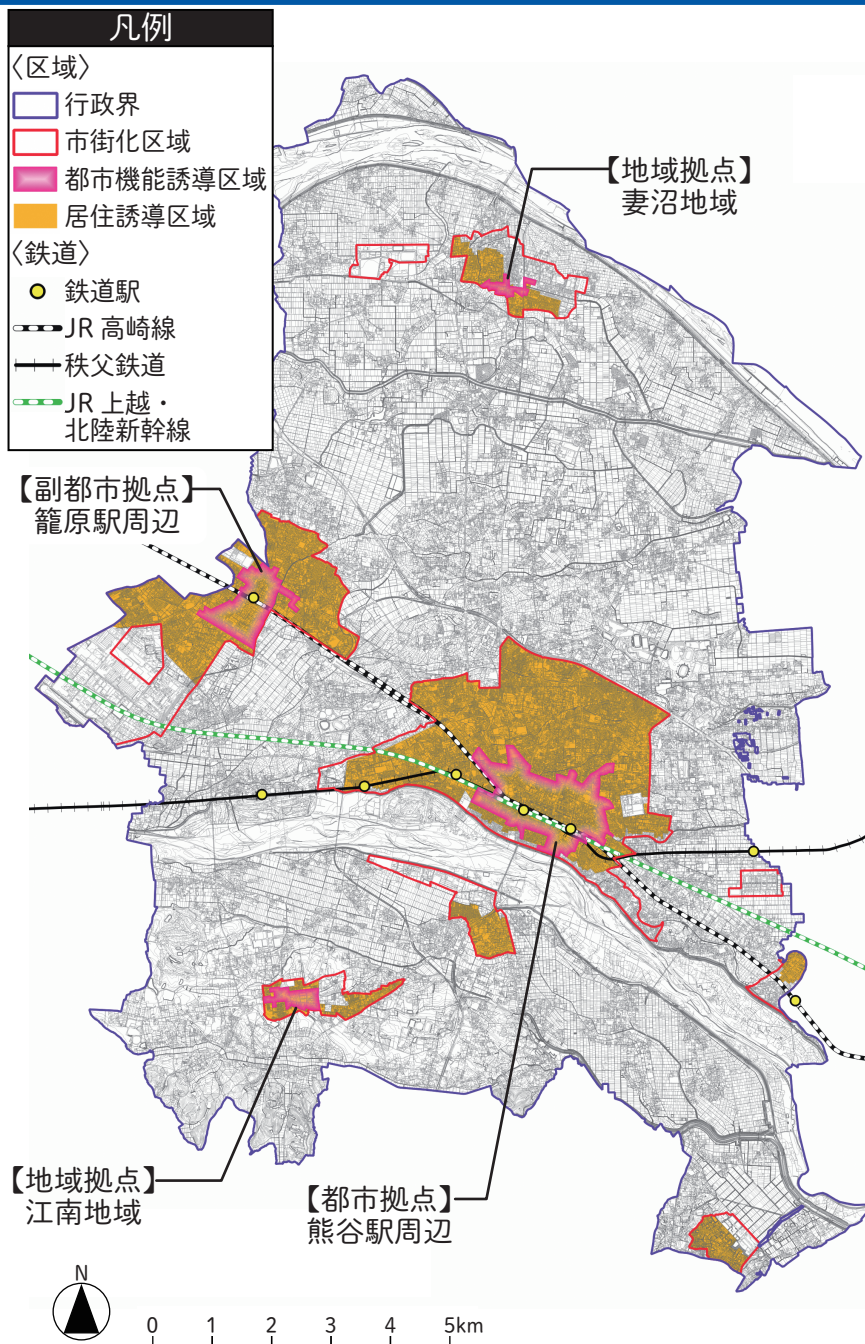 凡例
〈区域〉
行政界
市街化区域
都市機能誘導区域
居住誘導区域
〈鉄道〉
鉄道駅
JR 高崎線
秩父鉄道
JR 上越・
北陸新幹線
【地域拠点】
妻沼地域
【副都市拠点】
籠原駅周辺
【地域拠点】
江南地域
【都市拠点】
熊谷駅周辺
N
0 1 2 3 4 5km